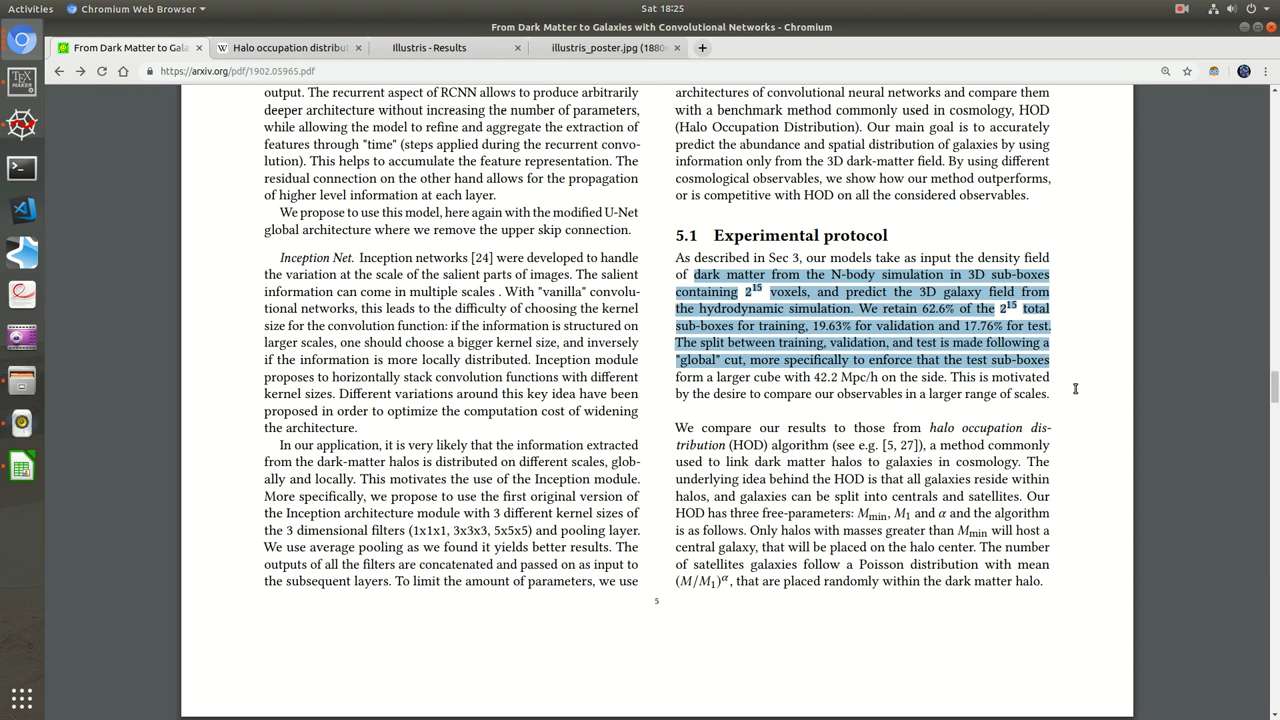 Activities
Chromium Web Browser
Sat 18:25
From Dark Matter to Galaxies with Convolutional Networks - Chromium
From Dark Matter to Gala
Halo occupation distribut
Illustris - Results
illustris_poster.jpg (1880
https://arxiv.org/pdf/1902.05965.pdf
output. The recurrent aspect of RCNN allows to produce arbitrarily
deeper architecture without increasing the number of parameters,
while allowing the model to refine and aggregate the extraction of
features through "time" (steps applied during the recurrent convo-
lution). This helps to accumulate the feature representation. The
residual connection on the other hand allows for the propagation
of higher level information at each layer.
We propose to use this model, here again with the modified U-Net
global architecture where we remove the upper skip connection.
Inception Net. Inception networks [24] were developed to handle
the variation at the scale of the salient parts of images. The salient
information can come in multiple scales . With "vanilla" convolu-
tional networks, this leads to the difficulty of choosing the kernel
size for the convolution function: if the information is structured on
larger scales, one should choose a bigger kernel size, and inversely
if the information is more locally distributed. Inception module
proposes to horizontally stack convolution functions with different
kernel sizes. Different variations around this key idea have been
proposed in order to optimize the computation cost of widening
the architecture.
In our application, it is very likely that the information extracted
from the dark-matter halos is distributed on different scales, glob-
ally and locally. This motivates the use of the Inception module.
More specifically, we propose to use the first original version of
the Inception architecture module with 3 different kernel sizes of
the 3 dimensional filters (1x1x1, 3x3x3, 5x5x5) and pooling layer.
We use average pooling as we found it yields better results. The
outputs of all the filters are concatenated and passed on as input to
the subsequent layers. To limit the amount of parameters, we use
architectures of convolutional neural networks and compare them
with a benchmark method commonly used in cosmology, HOD
(Halo Occupation Distribution). Our main goal is to accurately
predict the abundance and spatial distribution of galaxies by using
information only from the 3D dark-matter field. By using different
cosmological observables, we show how our method outperforms,
or is competitive with HOD on all the considered observables.
5.1 Experimental protocol
As described in Sec 3, our models take as input the density field
of dark matter from the N-body simulation in 3D sub-boxes
containing 2¹⁵ voxels, and predict the 3D galaxy field from
the hydrodynamic simulation. We retain 62.6% of the 2¹⁵ total
sub-boxes for training, 19.63% for validation and 17.76% for test.
The split between training, validation, and test is made following a
"global" cut, more specifically to enforce that the test sub-boxes
form a larger cube with 42.2 Mpc/h on the side. This is motivated
by the desire to compare our observables in a larger range of scales.
We compare our results to those from halo occupation dis-
tribution (HOD) algorithm (see e.g. [5, 27]), a method commonly
used to link dark matter halos to galaxies in cosmology. The
underlying idea behind the HOD is that all galaxies reside within
halos, and galaxies can be split into centrals and satellites. Our
HOD has three free-parameters: Mmin, M1 and α and the algorithm
is as follows. Only halos with masses greater than Mmin will host a
central galaxy, that will be placed on the halo center. The number
of satellites galaxies follow a Poisson distribution with mean
(M/M1)^α, that are placed randomly within the dark matter halo.
5